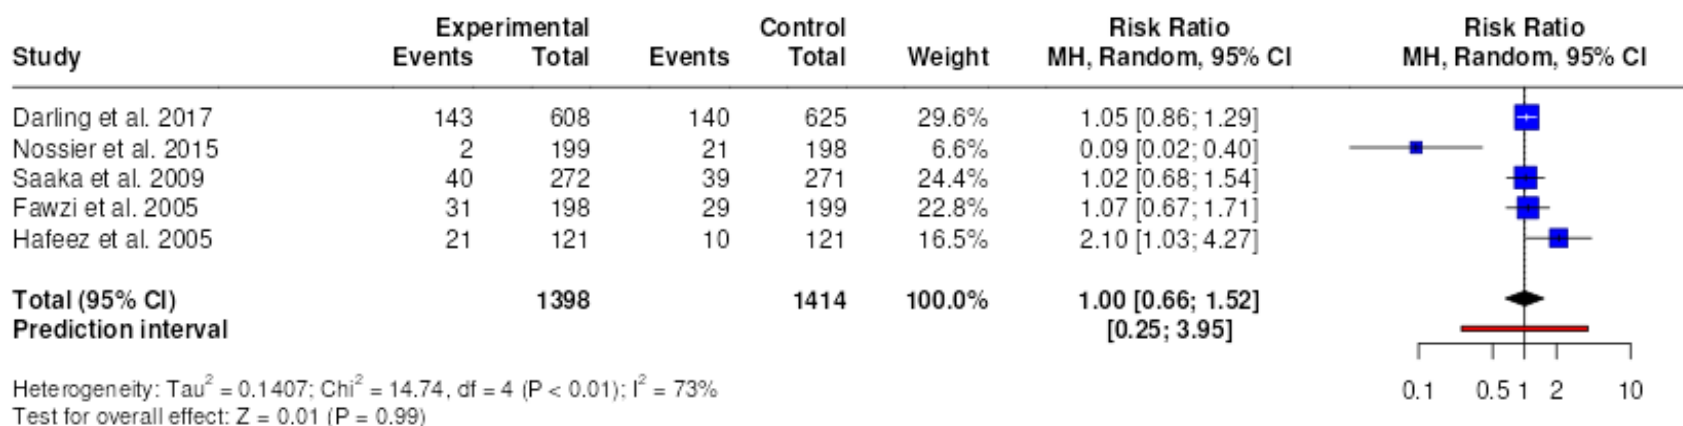 Experimental Control Risk Ratio Risk Ratio
Study Events Total Events Total Weight MH, Random, 95% CI MH, Random, 95% CI
Darling et al. 2017 143 608 140 625 29.6% 1.05 [0.86; 1.29]
Nossier et al. 2015 2 199 21 198 6.6% 0.09 [0.02; 0.40]
Saaka et al. 2009 40 272 39 271 24.4% 1.02 [0.68; 1.54]
Fawzi et al. 2005 31 198 29 199 22.8% 1.07 [0.67; 1.71]
Hafeez et al. 2005 21 121 10 121 16.5% 2.10 [1.03; 4.27]
Total (95% CI) 1398 1414 100.0% 1.00 [0.66; 1.52]
Prediction interval [0.25; 3.95]
Heterogeneity: Tau² = 0.1407; Chi² = 14.74, df = 4 (P < 0.01); I² = 73%
0.1 0.5 1 2 10
Test for overall effect: Z = 0.01 (P = 0.99)